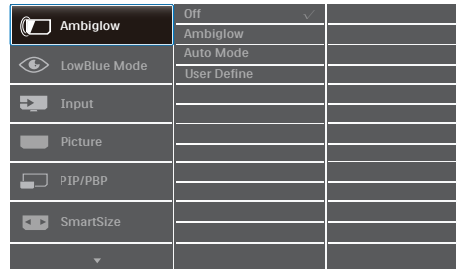 Ambiglow
LowBlue Mode
Input
Picture
PIP/PBP
SmartSize
Off
Ambiglow
Auto Mode
User Define